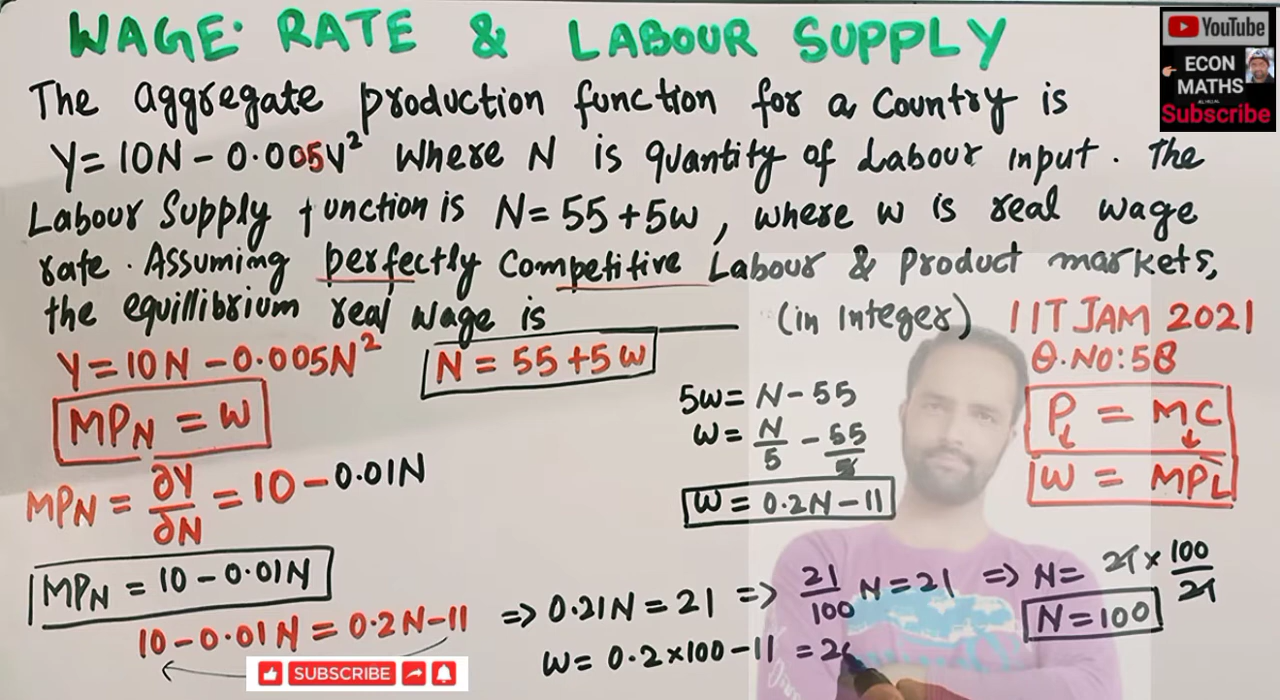 WAGE RATE & LABOUR SUPPLY
YouTube
ECON
MATHS
Subscribe
The aggregate production function for a Country is
Y = 10N - 0.005V² Where N is quantity of Labour input. The
Labour Supply function is N = 55 + 5w, where w is real wage
rate. Assuming perfectly Competitive Labour & product markets,
the equillibrium real wage is ______ (in Integer) IIT JAM 2021
Q.NO:58
Y = 10N - 0.005N²
N = 55 + 5w
MP_N = W
5w = N - 55
w = N/5 - 55/5
w = 0.2N - 11
P = MC
W = MPL
MP_N = ∂Y/∂N = 10 - 0.01N
MP_N = 10 - 0.01N
10 - 0.01N = 0.2N - 11
⇒ 0.21N = 21 ⇒ 21/100 N = 21 ⇒ N = 21 × 100/21
N = 100
W = 0.2×100 - 11 = 2
SUBSCRIBE